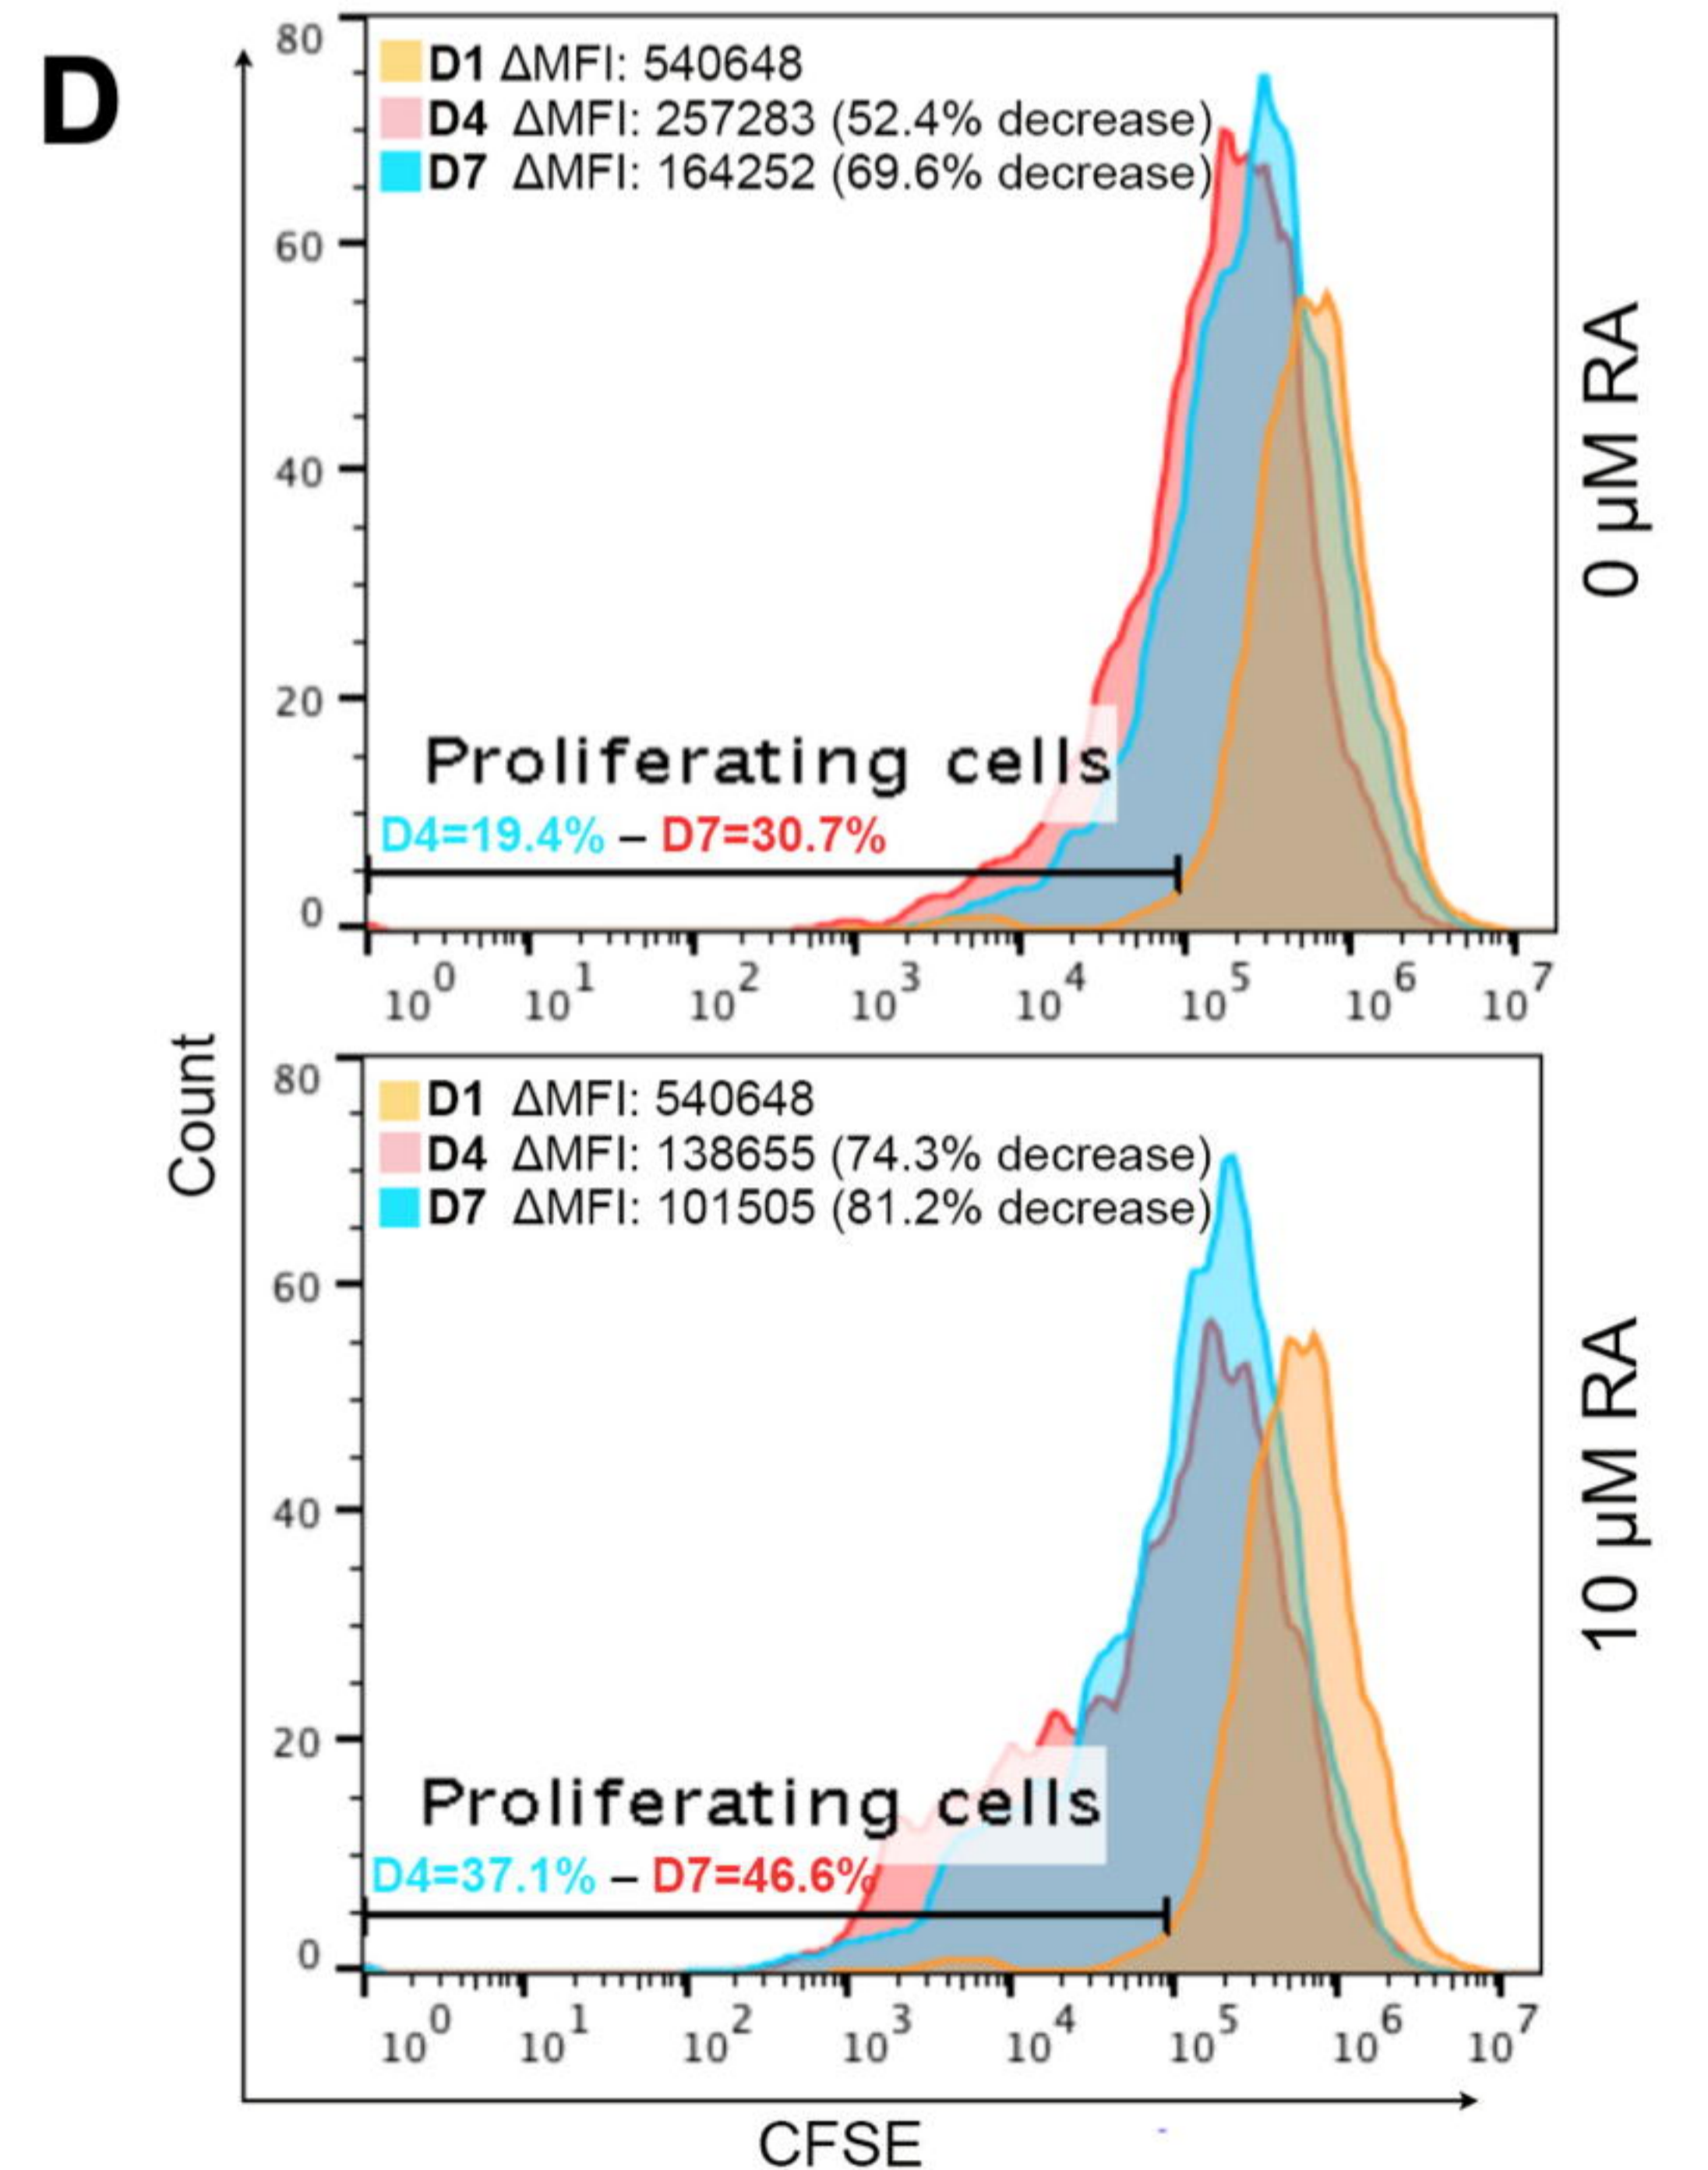 D
80
D1 ΔMFI: 540648
D4 ΔMFI: 257283 (52.4% decrease)
D7 ΔMFI: 164252 (69.6% decrease)
60
40
20
Proliferating cells
D4=19.4% – D7=30.7%
0
10^0 10^1 10^2 10^3 10^4 10^5 10^6 10^7
0 µM RA
Count
80
D1 ΔMFI: 540648
D4 ΔMFI: 138655 (74.3% decrease)
D7 ΔMFI: 101505 (81.2% decrease)
60
40
20
Proliferating cells
D4=37.1% – D7=46.6%
0
10^0 10^1 10^2 10^3 10^4 10^5 10^6 10^7
10 µM RA
CFSE